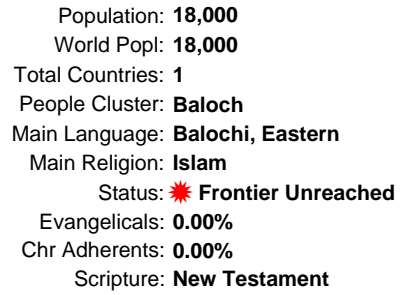 Population: 18,000
World Popl: 18,000
Total Countries: 1
People Cluster: Baloch
Main Language: Balochi, Eastern
Main Religion: Islam
Status: Frontier Unreached
Evangelicals: 0.00%
Chr Adherents: 0.00%
Scripture: New Testament